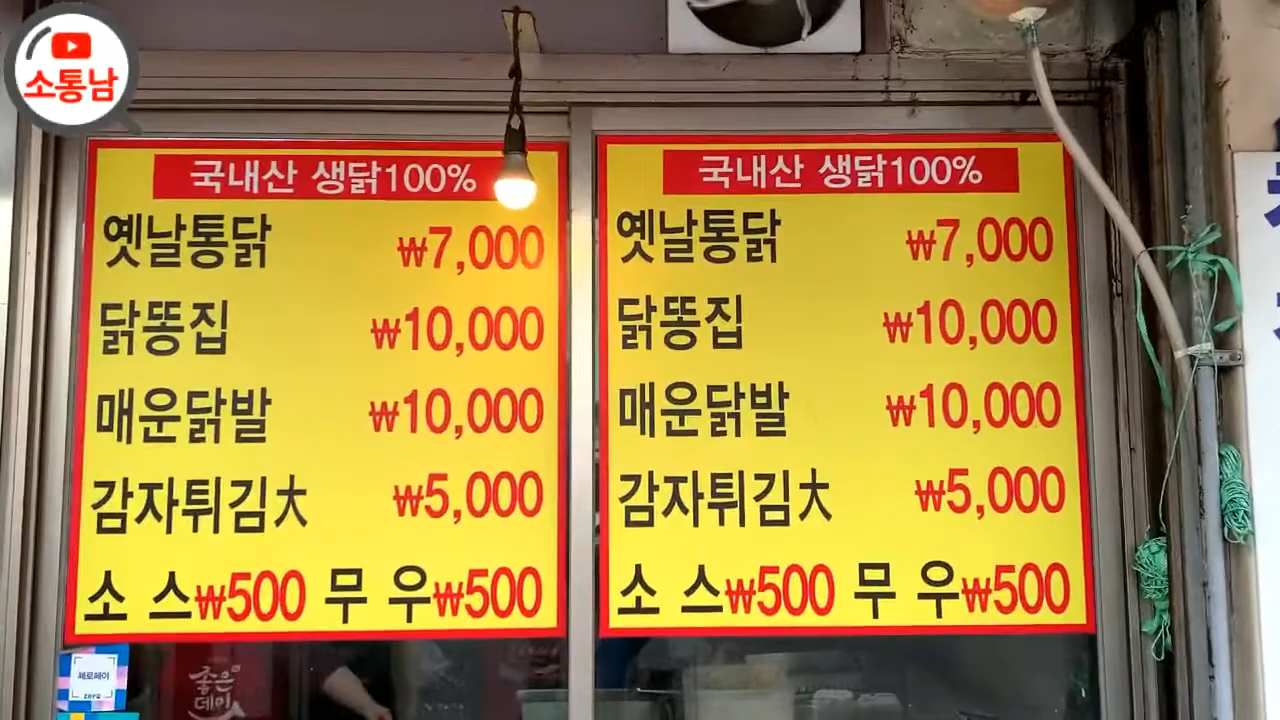 소통남
국내산 생닭100%
옛날통닭 ₩7,000
닭똥집 ₩10,000
매운닭발 ₩10,000
감자튀김大 ₩5,000
소 스₩500 무 우₩500
국내산 생닭100%
옛날통닭 ₩7,000
닭똥집 ₩10,000
매운닭발 ₩10,000
감자튀김大 ₩5,000
소 스₩500 무 우₩500
제로페이
zero
좋은
데이